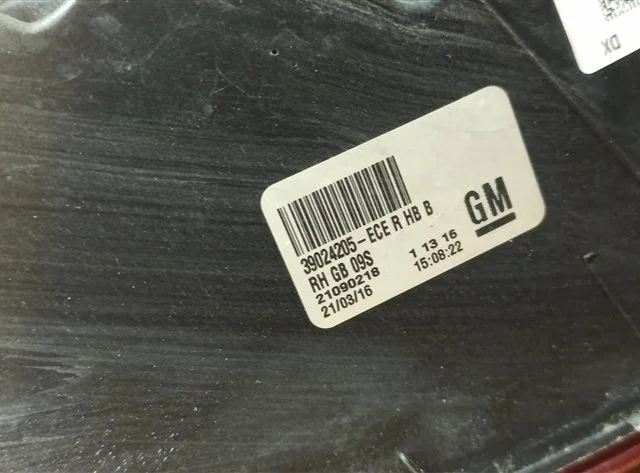 39024205-ECE R HB B
RH GB 09S
21090218
21/03/16
1 13 16
15:08:22
GM
DX